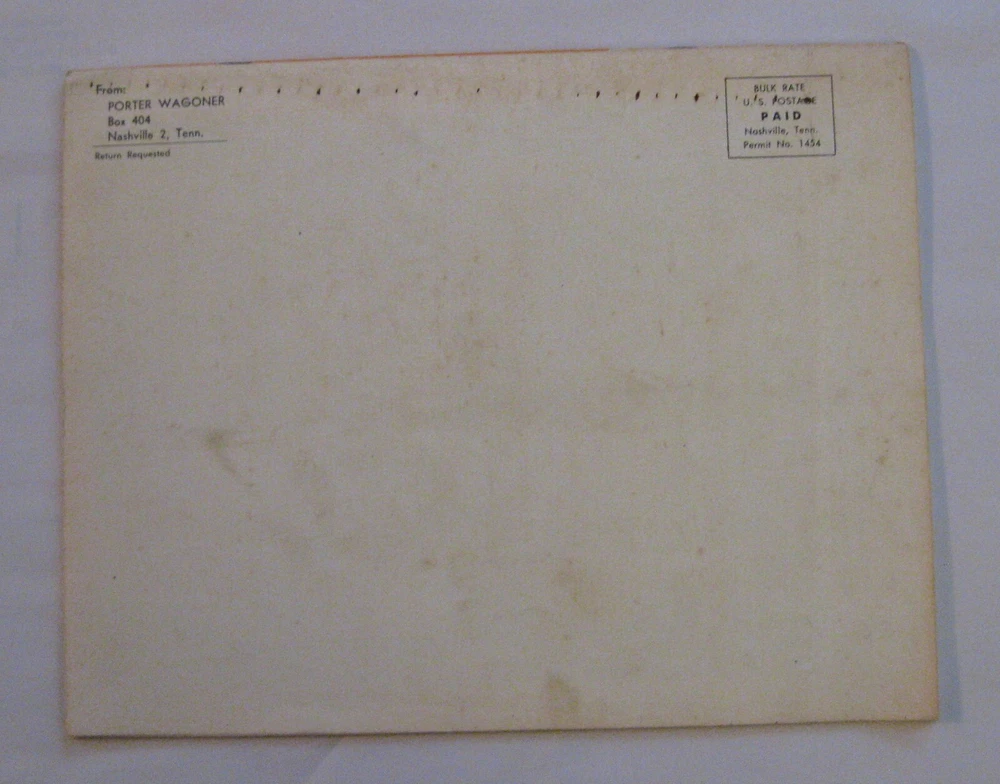 From:
PORTER WAGONER
Box 404
Nashville 2, Tenn.
Return Requested
BULK RATE
U. S. POSTAGE
PAID
Nashville, Tenn.
Permit No. 1454